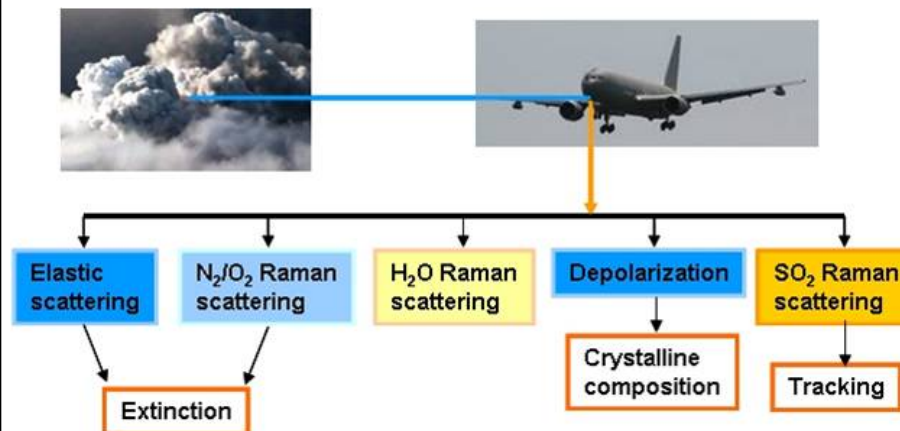 Elastic
scattering
N₂/O₂ Raman
scattering
H₂O Raman
scattering
Depolarization
SO₂ Raman
scattering
Crystalline
composition
Tracking
Extinction